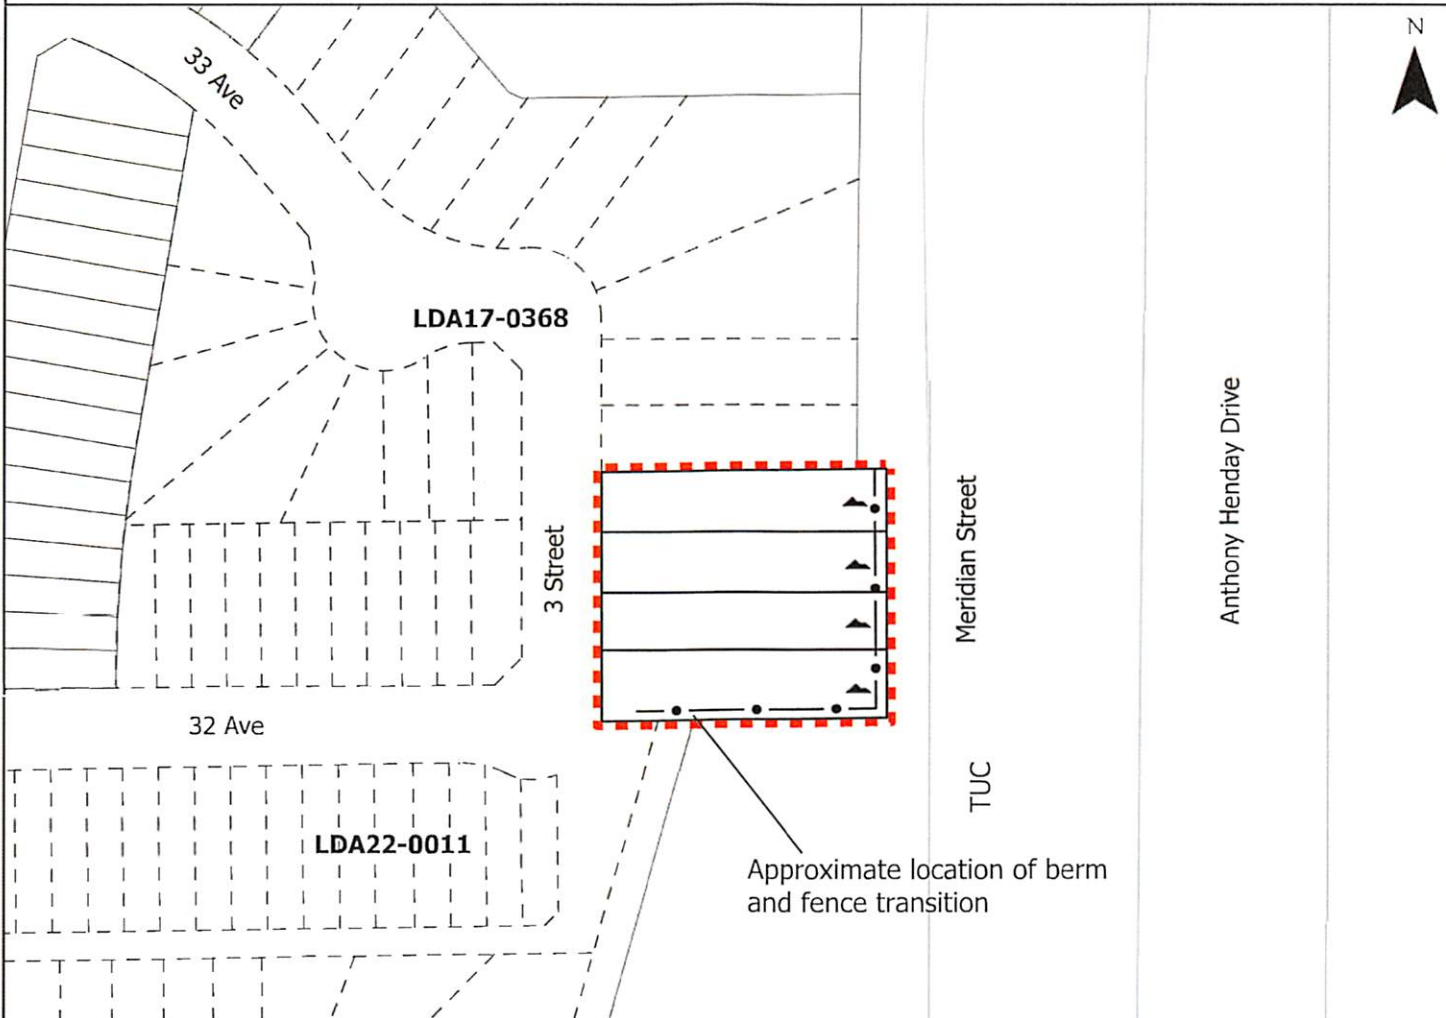 N
33 Ave
LDA17-0368
3 Street
Meridian Street
Anthony Henday Drive
32 Ave
TUC
LDA22-0011
Approximate location of berm
and fence transition